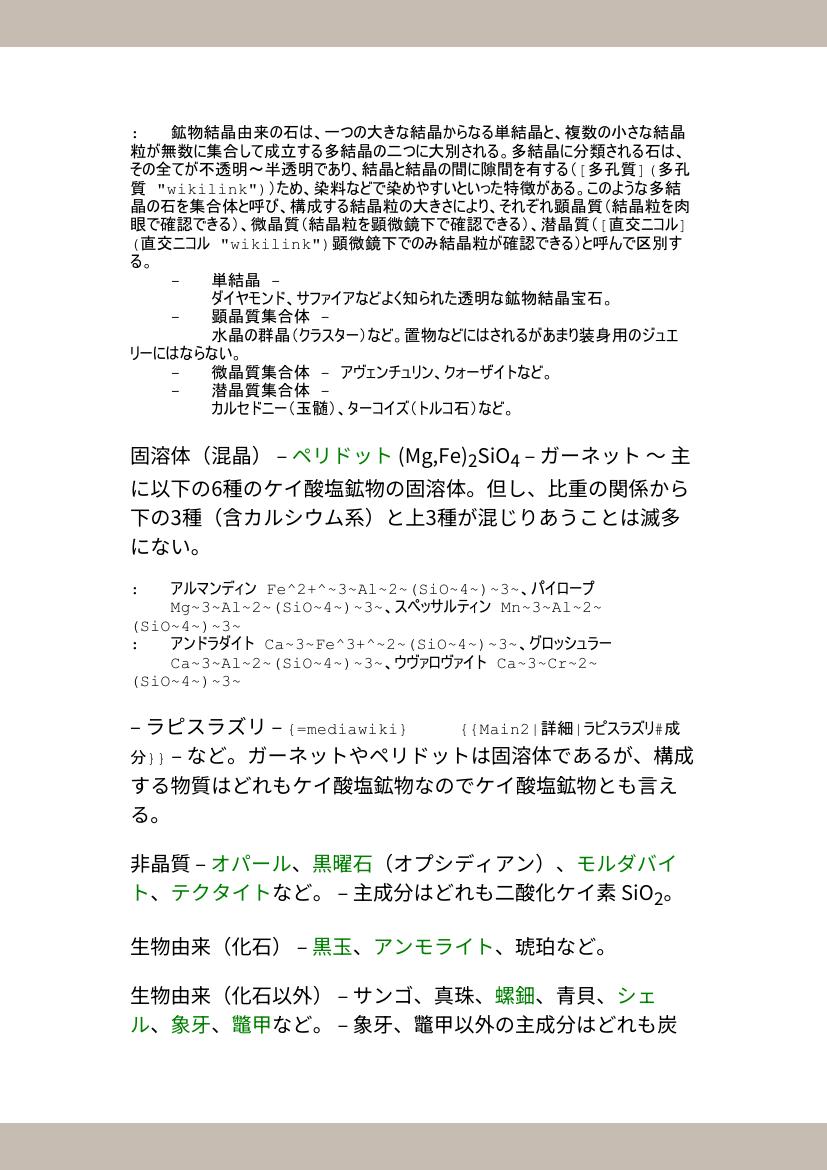 :　　鉱物結晶由来の石は、一つの大きな結晶からなる単結晶と、複数の小さな結晶
粒が無数に集合して成立する多結晶の二つに大別される。多結晶に分類される石は、
その全てが不透明～半透明であり、結晶と結晶の間に隙間を有する([多孔質](多孔
質 "wikilink"))ため、染料などで染めやすいといった特徴がある。このような多結
晶の石を集合体と呼び、構成する結晶粒の大きさにより、それぞれ顕晶質（結晶粒を肉
眼で確認できる）、微晶質（結晶粒を顕微鏡下で確認できる）、潜晶質（[直交ニコル]
(直交ニコル "wikilink")顕微鏡下でのみ結晶粒が確認できる）と呼んで区別す
る。
–　　単結晶 –
ダイヤモンド、サファイアなどよく知られた透明な鉱物結晶宝石。
–　　顕晶質集合体 –
水晶の群晶（クラスター）など。置物などにはされるがあまり装身用のジュエ
リーにはならない。
–　　微晶質集合体 – アヴェンチュリン、クォーザイトなど。
–　　潜晶質集合体 –
カルセドニー（玉髄）、ターコイズ（トルコ石）など。
固溶体（混晶） – ペリドット (Mg,Fe)2SiO4 – ガーネット ～ 主
に以下の6種のケイ酸塩鉱物の固溶体。但し、比重の関係から
下の3種（含カルシウム系）と上3種が混じりあうことは滅多
にない。
:　　アルマンディン Fe^2+^~3~Al~2~(SiO~4~)~3~、パイロープ
Mg~3~Al~2~(SiO~4~)~3~、スペッサルティン Mn~3~Al~2~
(SiO~4~)~3~
:　　アンドラダイト Ca~3~Fe^3+^~2~(SiO~4~)~3~、グロッシュラー
Ca~3~Al~2~(SiO~4~)~3~、ウヴァロヴァイト Ca~3~Cr~2~
(SiO~4~)~3~
– ラピスラズリ – {=mediawiki}　　{{Main2|詳細|ラピスラズリ#成
分}} – など。ガーネットやペリドットは固溶体であるが、構成
する物質はどれもケイ酸塩鉱物なのでケイ酸塩鉱物とも言え
る。
非晶質 – オパール、黒曜石（オプシディアン）、モルダバイ
ト、テクタイトなど。 – 主成分はどれも二酸化ケイ素 SiO2。
生物由来（化石） – 黒玉、アンモライト、琥珀など。
生物由来（化石以外） – サンゴ、真珠、螺鈿、青貝、シェ
ル、象牙、鼈甲など。 – 象牙、鼈甲以外の主成分はどれも炭